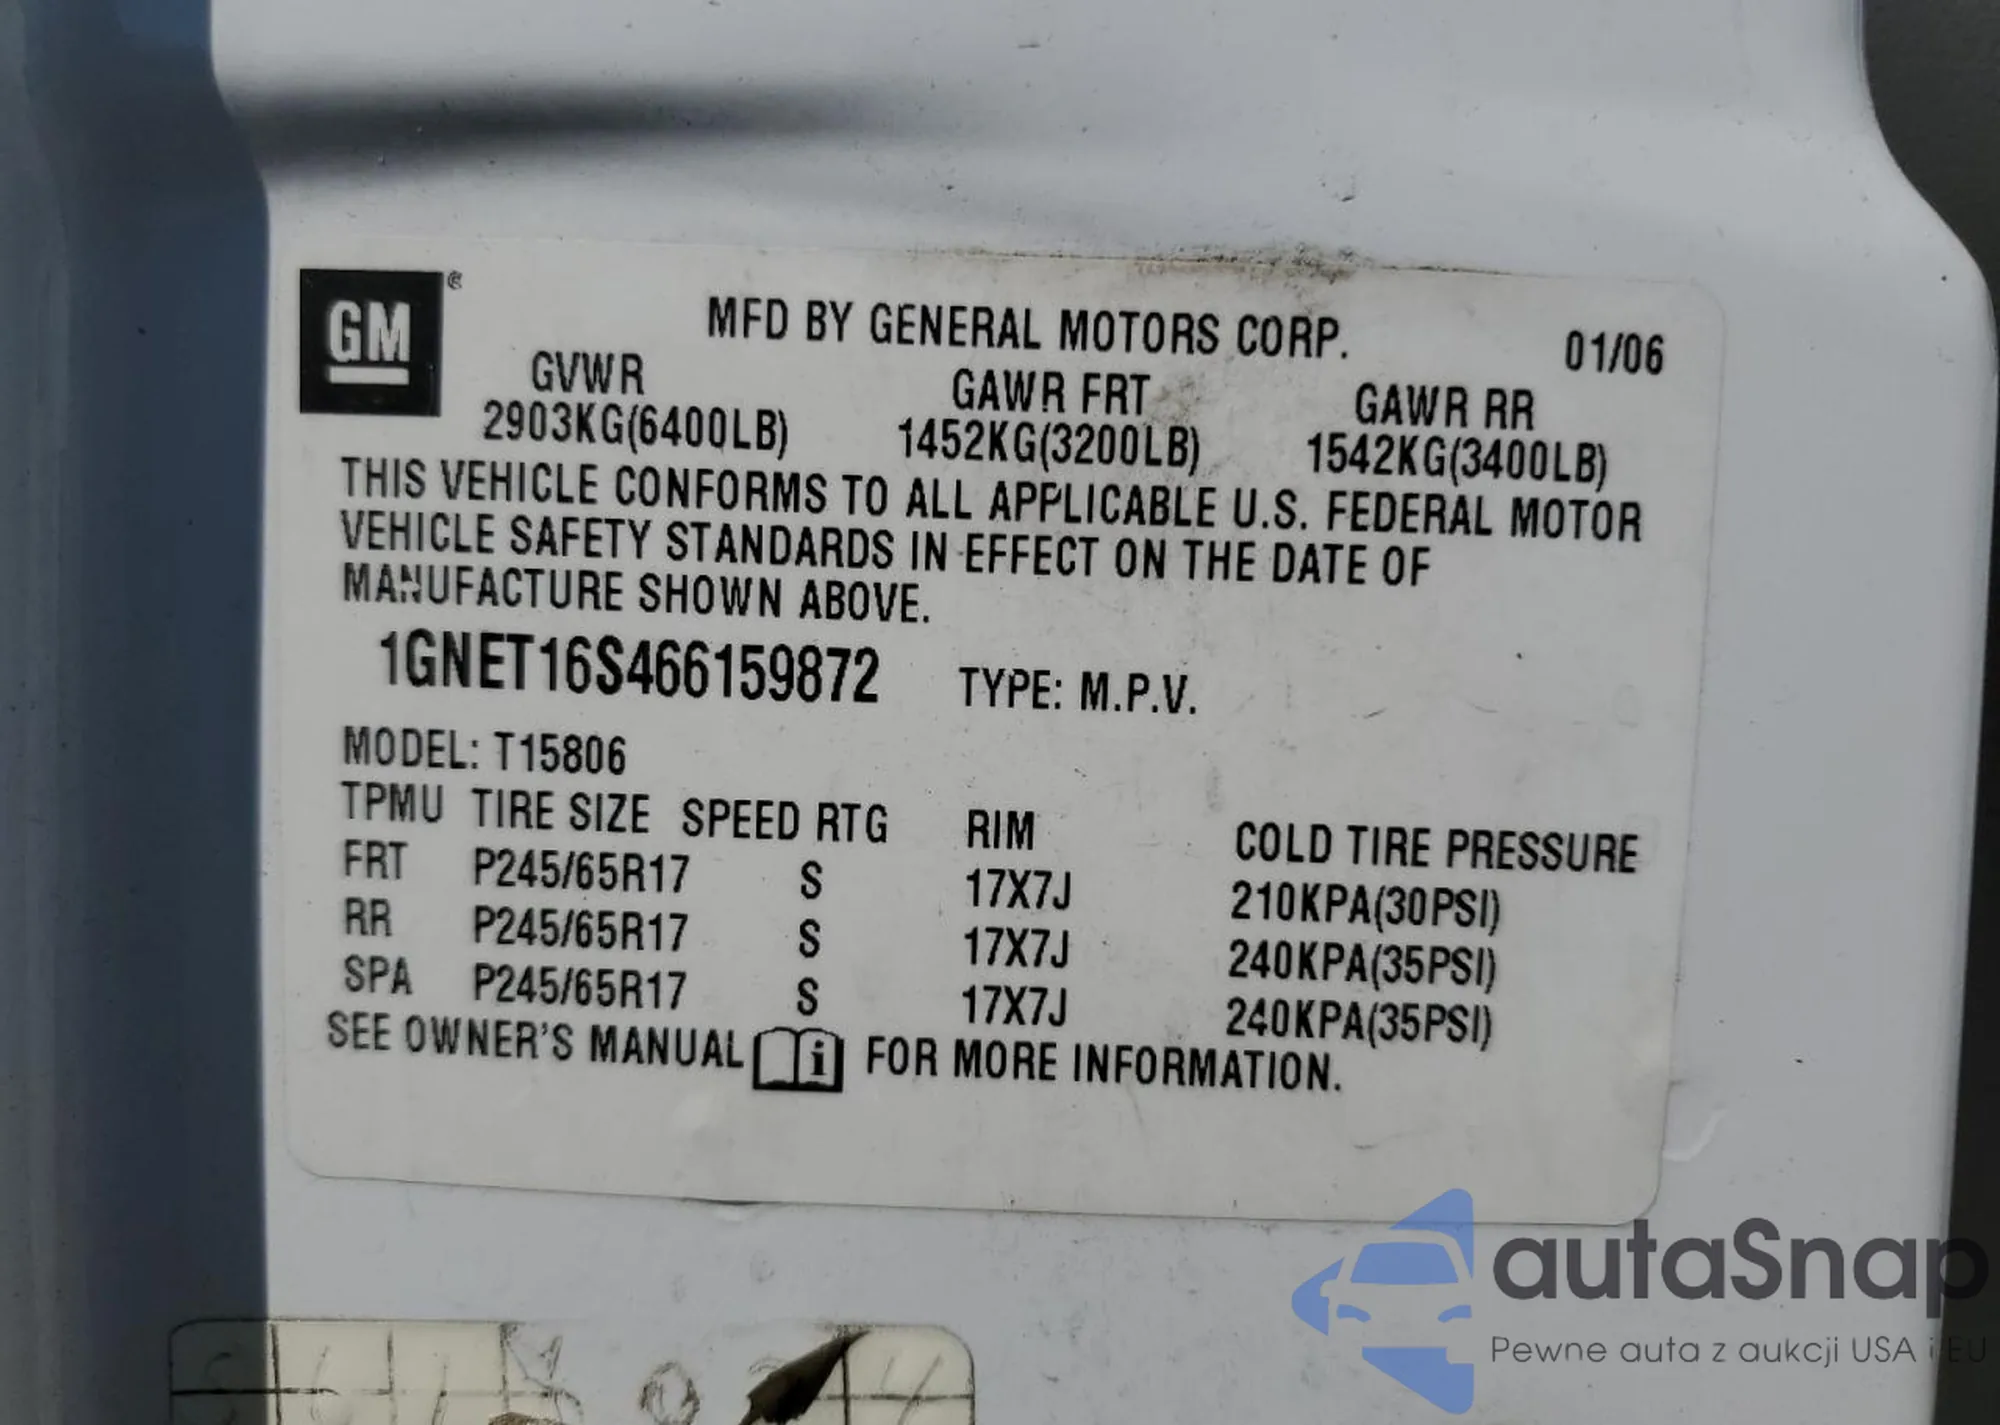 GM®
MFD BY GENERAL MOTORS CORP. 01/06
GVWR GAWR FRT GAWR RR
2903KG(6400LB) 1452KG(3200LB) 1542KG(3400LB)
THIS VEHICLE CONFORMS TO ALL APPLICABLE U.S. FEDERAL MOTOR
VEHICLE SAFETY STANDARDS IN EFFECT ON THE DATE OF
MANUFACTURE SHOWN ABOVE.
1GNET16S466159872 TYPE: M.P.V.
MODEL: T15806
TPMU TIRE SIZE SPEED RTG RIM COLD TIRE PRESSURE
FRT P245/65R17 S 17X7J 210KPA(30PSI)
RR P245/65R17 S 17X7J 240KPA(35PSI)
SPA P245/65R17 S 17X7J 240KPA(35PSI)
SEE OWNER'S MANUAL i FOR MORE INFORMATION.
autaSnap
Pewne auta z aukcji USA i EU